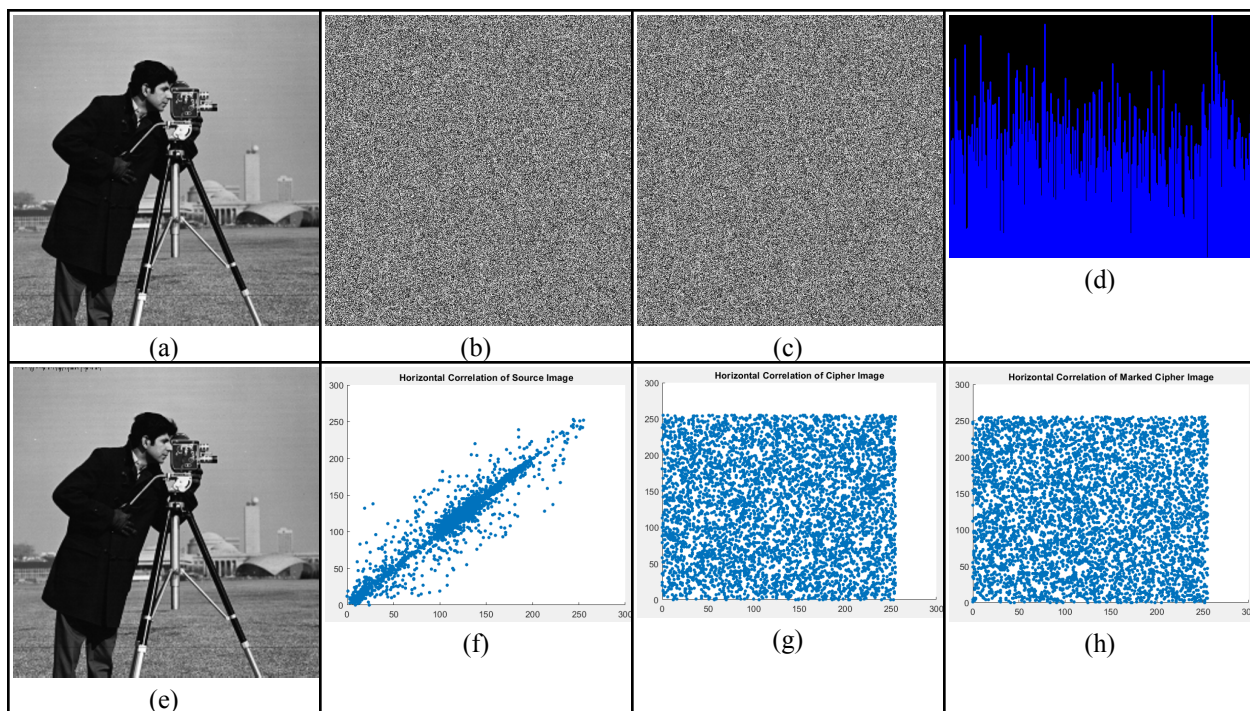 (a)
(b)
(c)
(d)
(e)
Horizontal Correlation of Source Image
300
250
200
150
100
50
0
0 50 100 150 200 250 300
(f)
Horizontal Correlation of Cipher Image
300
250
200
150
100
50
0
0 50 100 150 200 250 300
(g)
Horizontal Correlation of Marked Cipher Image
300
250
200
150
100
50
0
0 50 100 150 200 250
(h)